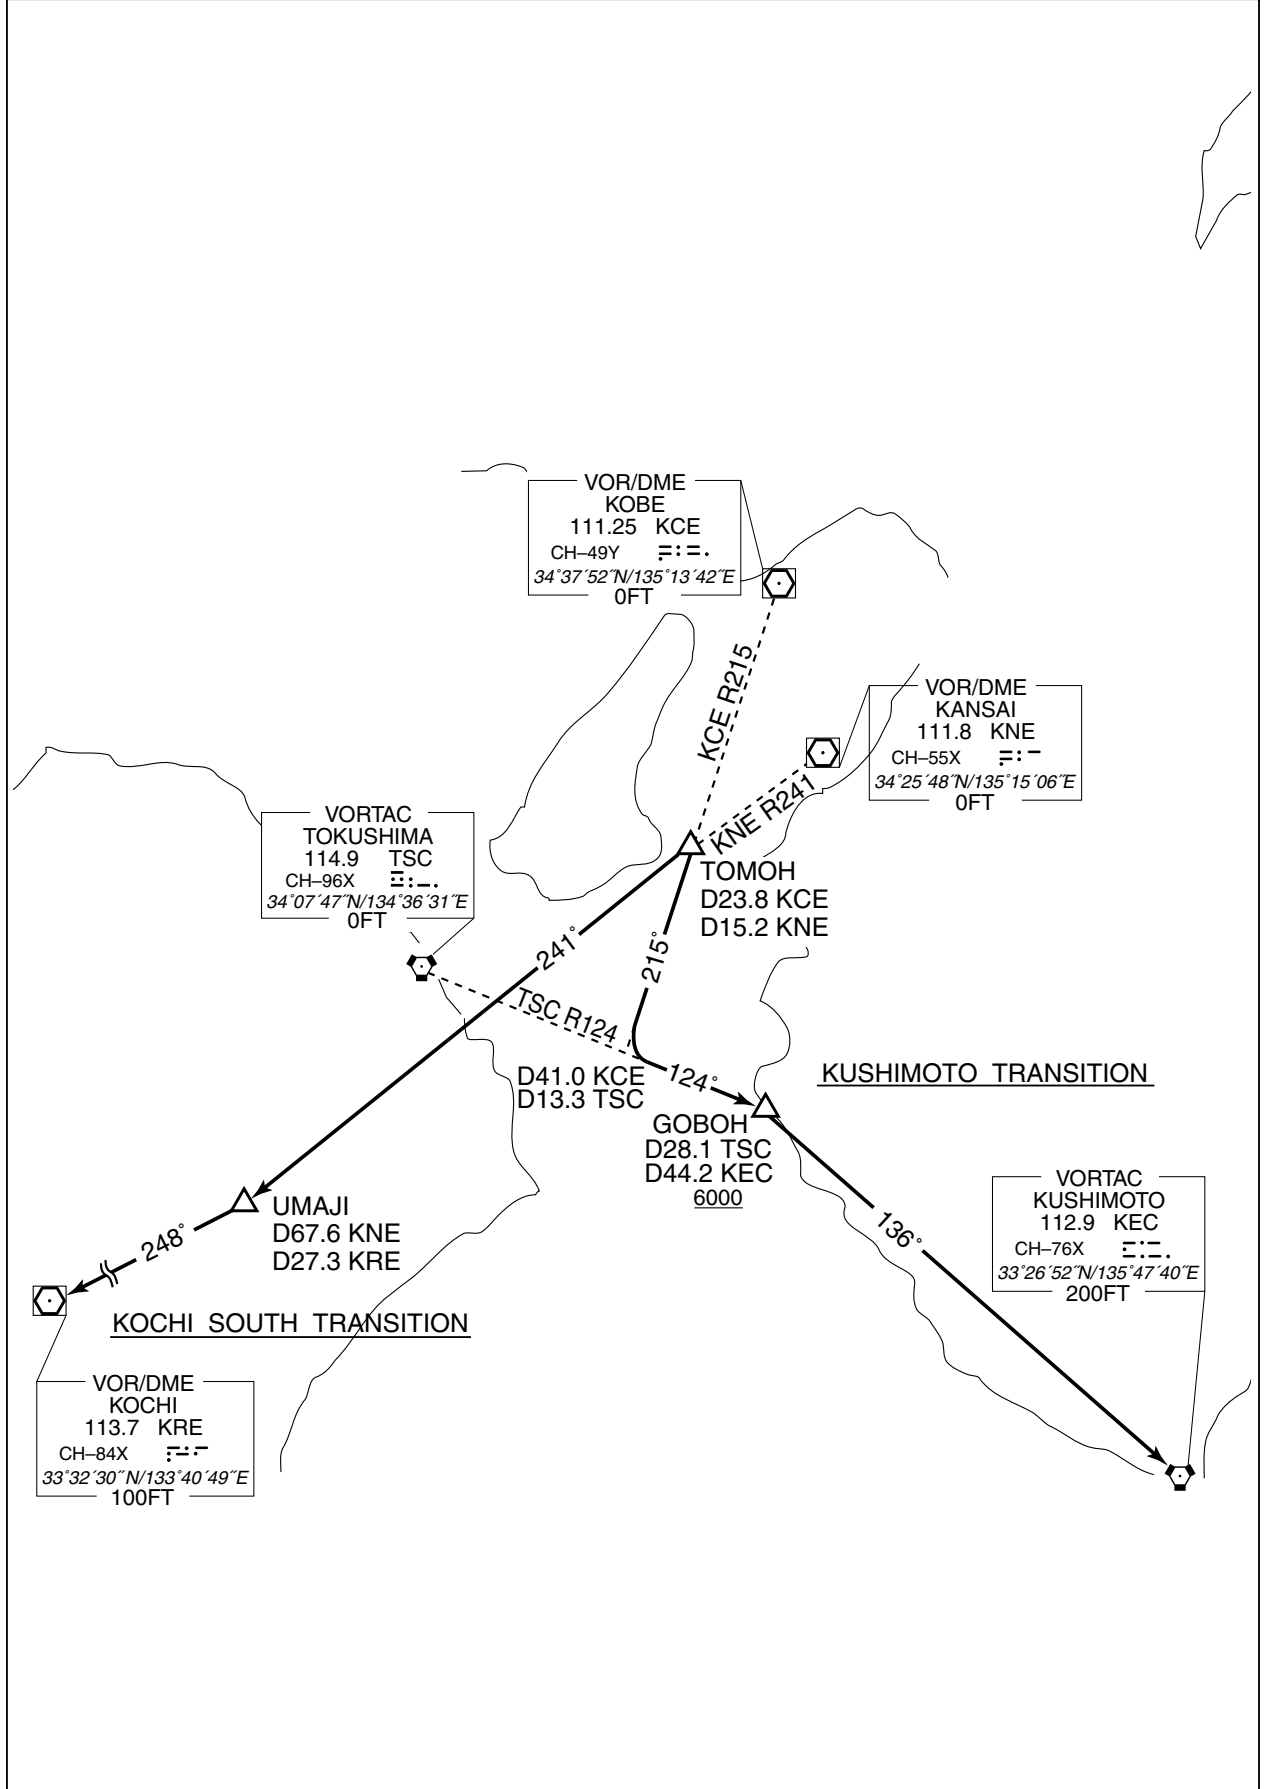 VOR/DME
KOBE
111.25 KCE
CH–49Y
34°37´52˝N/135°13´42˝E
0FT
KCE R215
VOR/DME
KANSAI
111.8 KNE
CH–55X
34°25´48˝N/135°15´06˝E
0FT
KNE R241
VORTAC
TOKUSHIMA
114.9 TSC
CH–96X
34°07´47˝N/134°36´31˝E
0FT
TOMOH
D23.8 KCE
D15.2 KNE
241°
215°
TSC R124
D41.0 KCE
D13.3 TSC
124°
KUSHIMOTO TRANSITION
GOBOH
D28.1 TSC
D44.2 KEC
6000
136°
VORTAC
KUSHIMOTO
112.9 KEC
CH–76X
33°26´52˝N/135°47´40˝E
200FT
UMAJI
D67.6 KNE
D27.3 KRE
248°
KOCHI SOUTH TRANSITION
VOR/DME
KOCHI
113.7 KRE
CH–84X
33°32´30˝N/133°40´49˝E
100FT